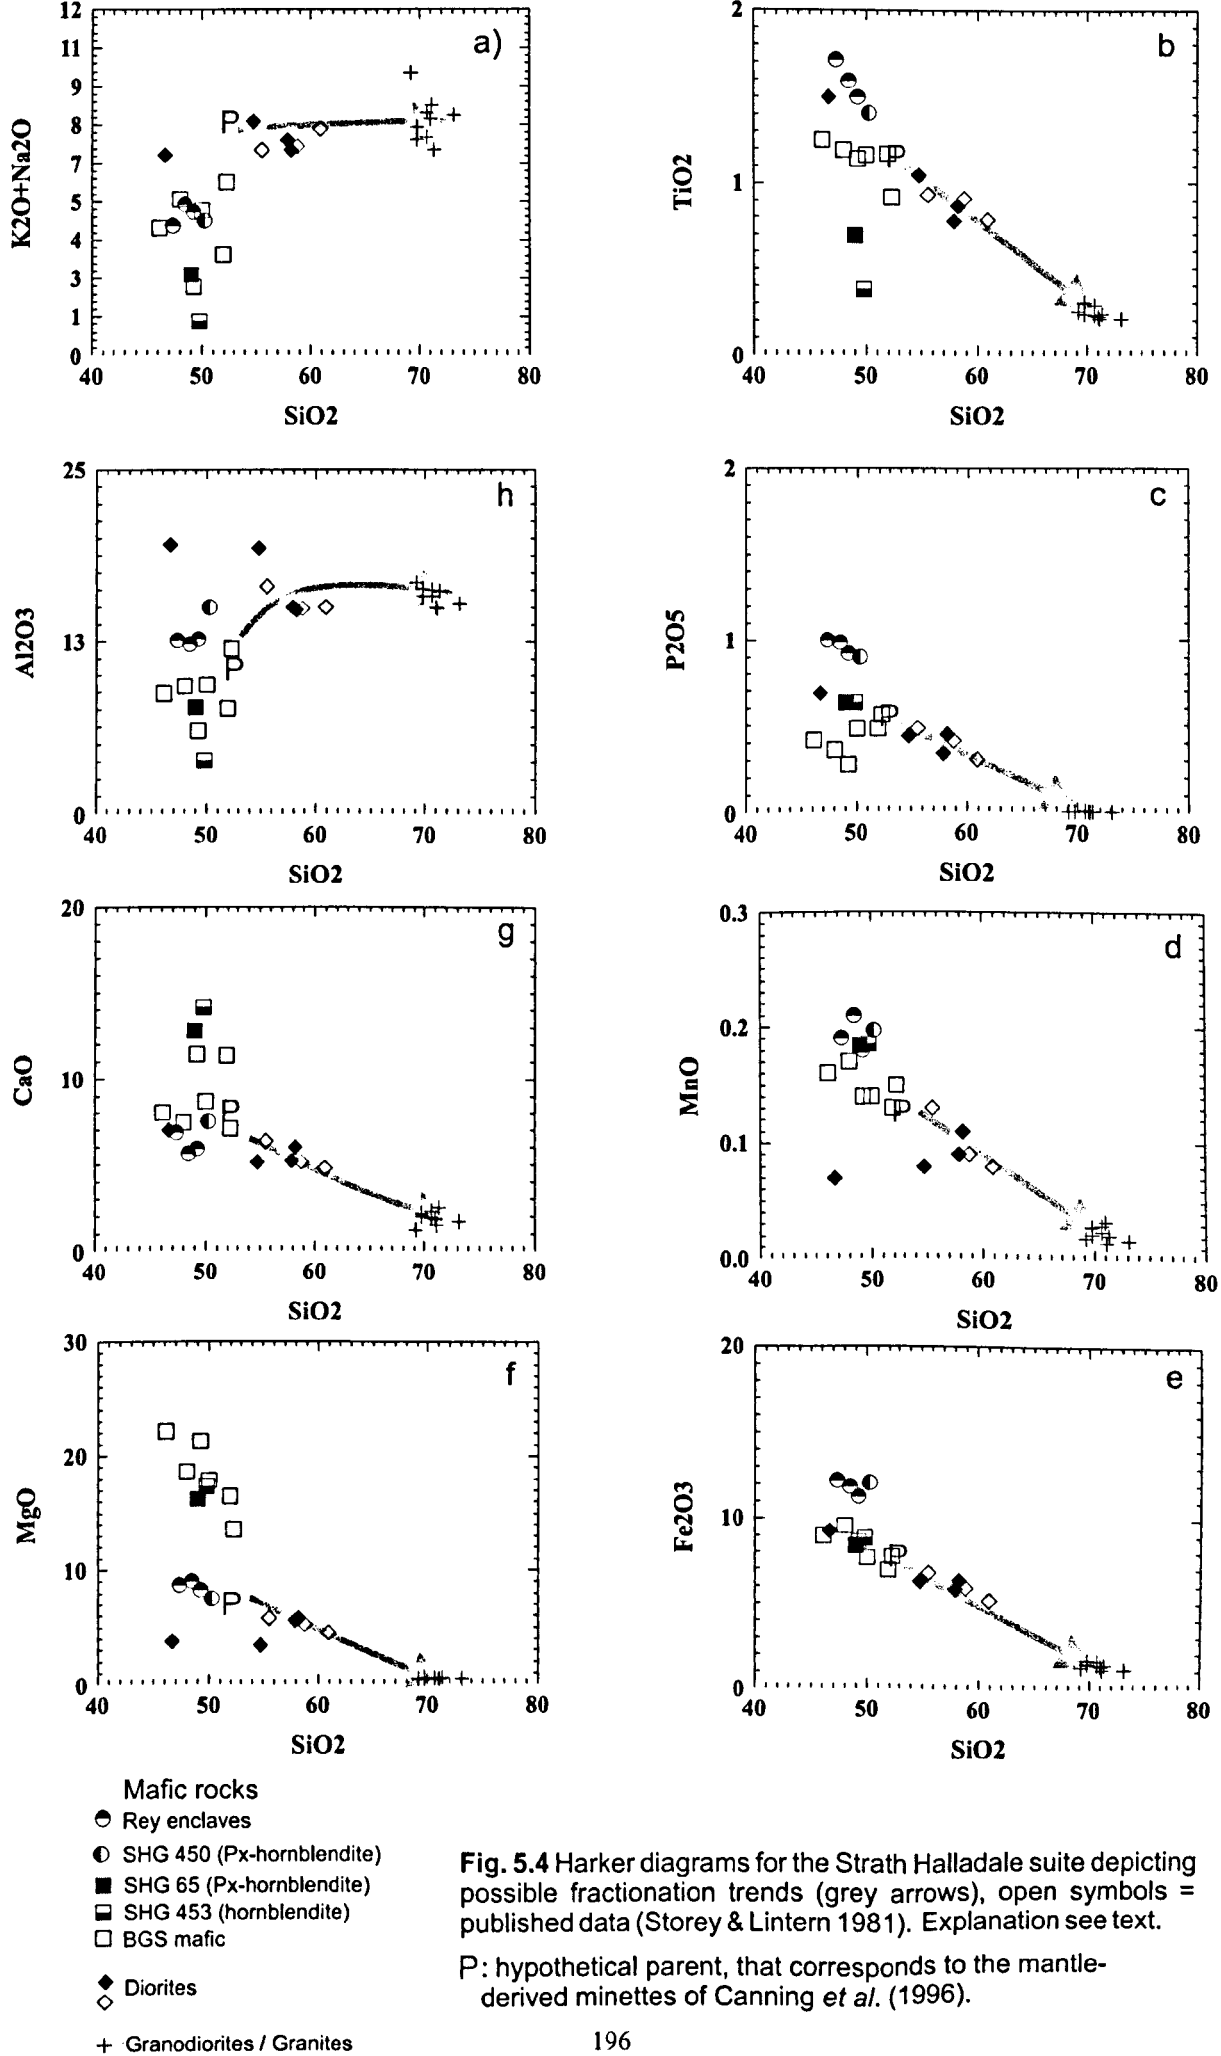 a)
K2O+Na2O
12
11
9
8
7
5
4
3
1
0
P
40 50 60 70 80
SiO2
b
TiO2
2
1
0
P
40 50 60 70 80
SiO2
h
Al2O3
25
13
0
P
40 50 60 70 80
SiO2
c
P2O5
2
1
0
P
40 50 60 70 80
SiO2
g
CaO
20
10
0
P
40 50 60 70 80
SiO2
d
MnO
0.3
0.2
0.1
0.0
P
40 50 60 70 80
SiO2
f
MgO
30
20
10
0
P
40 50 60 70 80
SiO2
e
Fe2O3
20
10
0
P
40 50 60 70 80
SiO2
Mafic rocks
Rey enclaves
SHG 450 (Px-hornblendite)
SHG 65 (Px-hornblendite)
SHG 453 (hornblendite)
BGS mafic
Diorites
Granodiorites / Granites
Fig. 5.4 Harker diagrams for the Strath Halladale suite depicting
possible fractionation trends (grey arrows), open symbols =
published data (Storey & Lintern 1981). Explanation see text.
P: hypothetical parent, that corresponds to the mantle-
derived minettes of Canning et al. (1996).
196